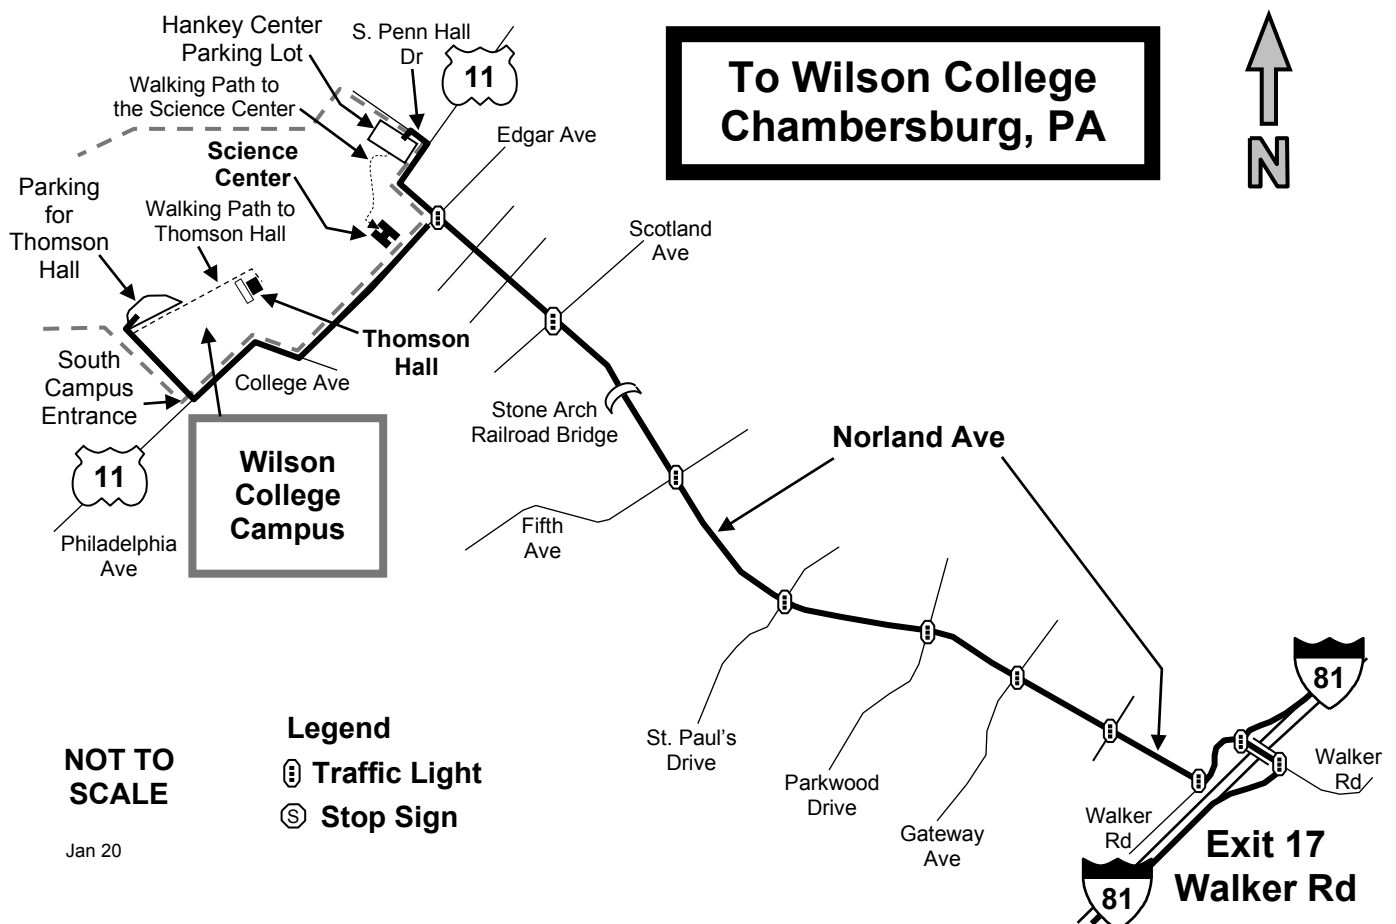 Hankey Center
Parking Lot
S. Penn Hall
Dr
11
Walking Path to
the Science Center
Edgar Ave
To Wilson College
Chambersburg, PA
N
Science
Center
Parking
for
Thomson
Hall
Walking Path to
Thomson Hall
Scotland
Ave
Thomson
Hall
South
Campus
Entrance
College Ave
Stone Arch
Railroad Bridge
Norland Ave
Wilson
College
Campus
11
Philadelphia
Ave
Fifth
Ave
81
St. Paul's
Drive
Parkwood
Drive
Gateway
Ave
Walker
Rd
Walker
Rd
Exit 17
Walker Rd
81
NOT TO
SCALE
Jan 20
Legend
Traffic Light
S Stop Sign